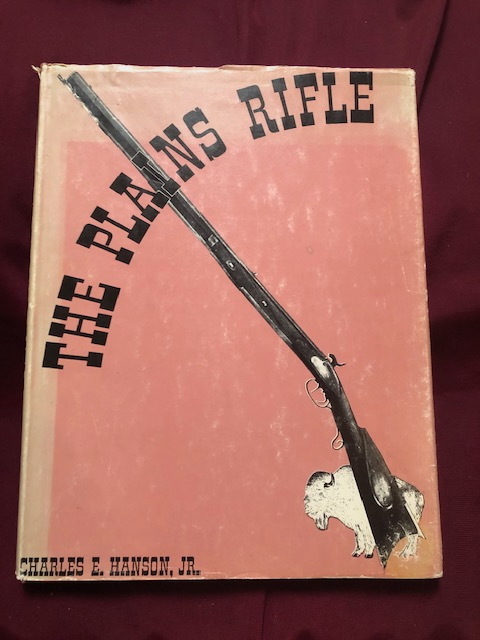 THE PLAINS RIFLE
CHARLES E. HANSON, JR.